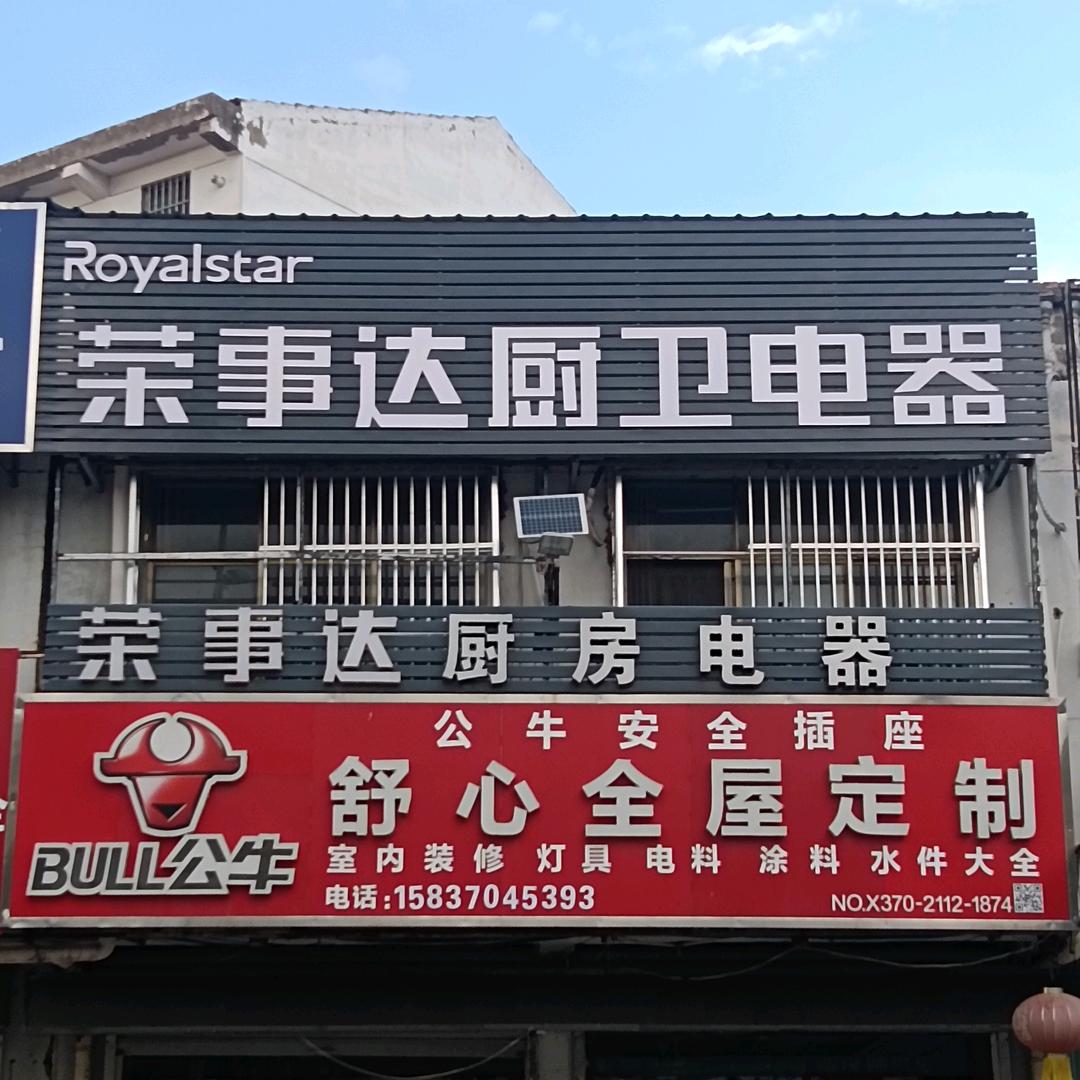 Royalstar
荣事达厨卫电器
荣事达厨房电器
公牛安全插座
舒心全屋定制
BULL公牛
室内装修 灯具 电料 涂料 水件大全
电话:15837045393
NO.X370-2112-1874